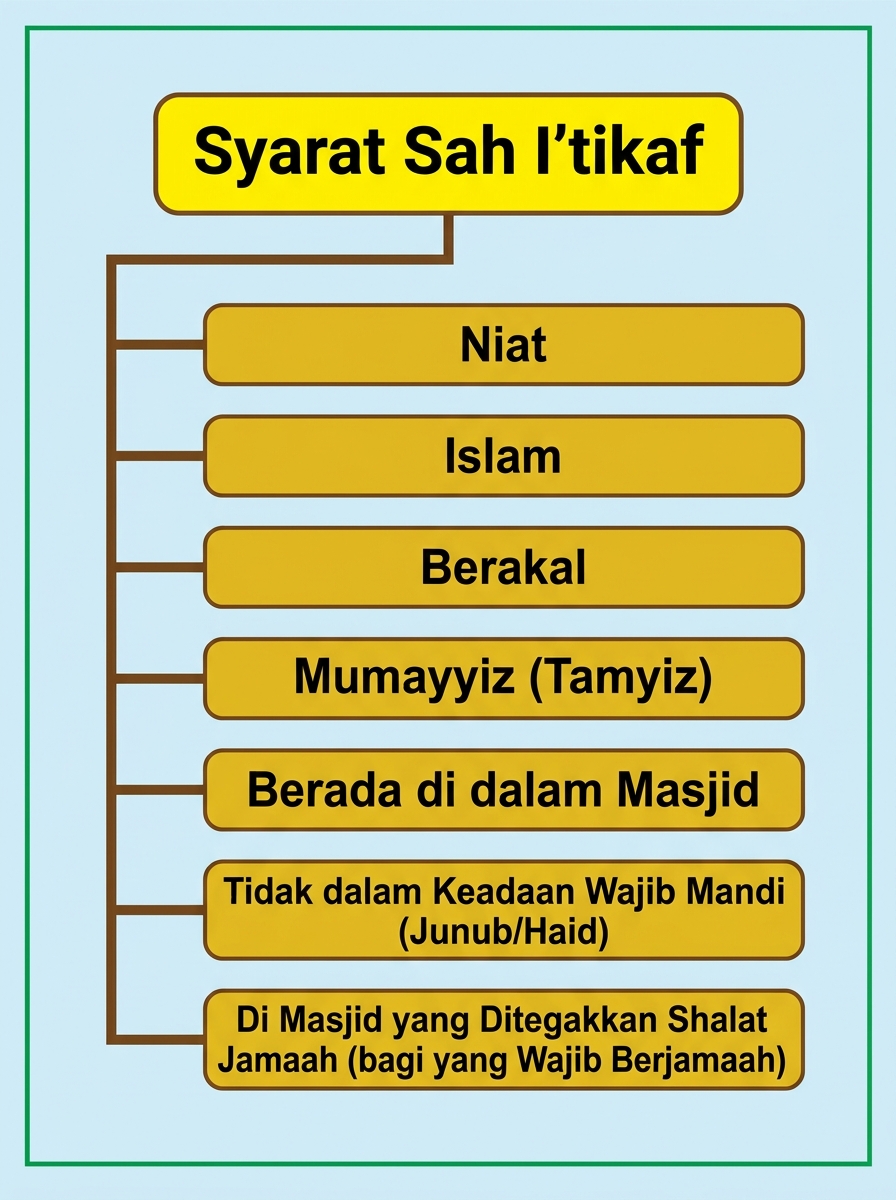 Syarat Sah I’tikaf
Niat
Islam
Berakal
Mumayyiz (Tamyiz)
Berada di dalam Masjid
Tidak dalam Keadaan Wajib Mandi
(Junub/Haid)
Di Masjid yang Ditegakkan Shalat
Jamaah (bagi yang Wajib Berjamaah)